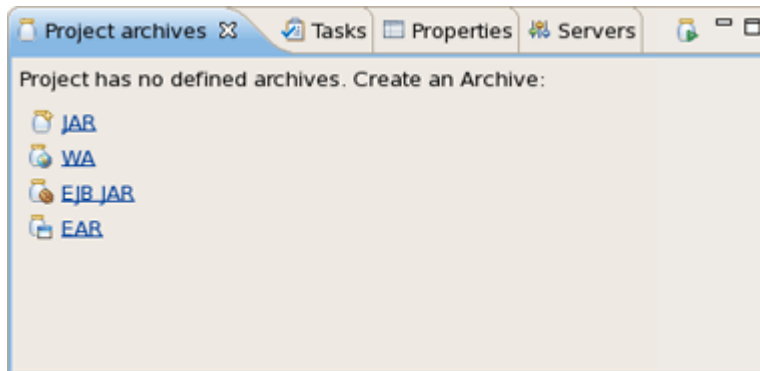 Project archives Tasks Properties Servers
Project has no defined archives. Create an Archive:
JAR
WA
EJB JAR
EAR